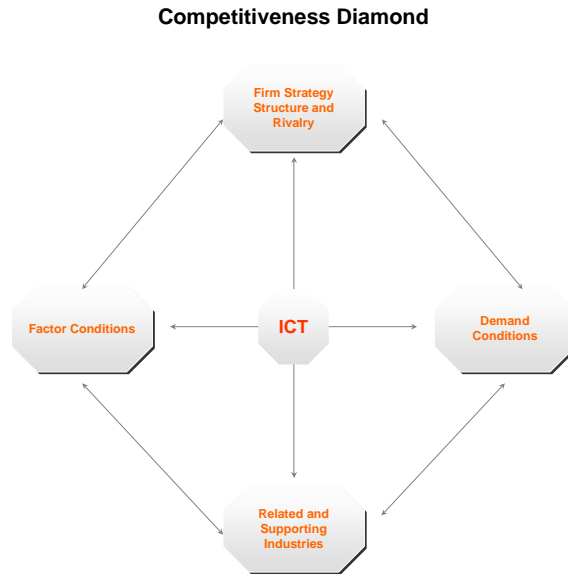 Competitiveness Diamond
Firm Strategy
Structure and
Rivalry
Factor Conditions
ICT
Demand
Conditions
Related and
Supporting
Industries